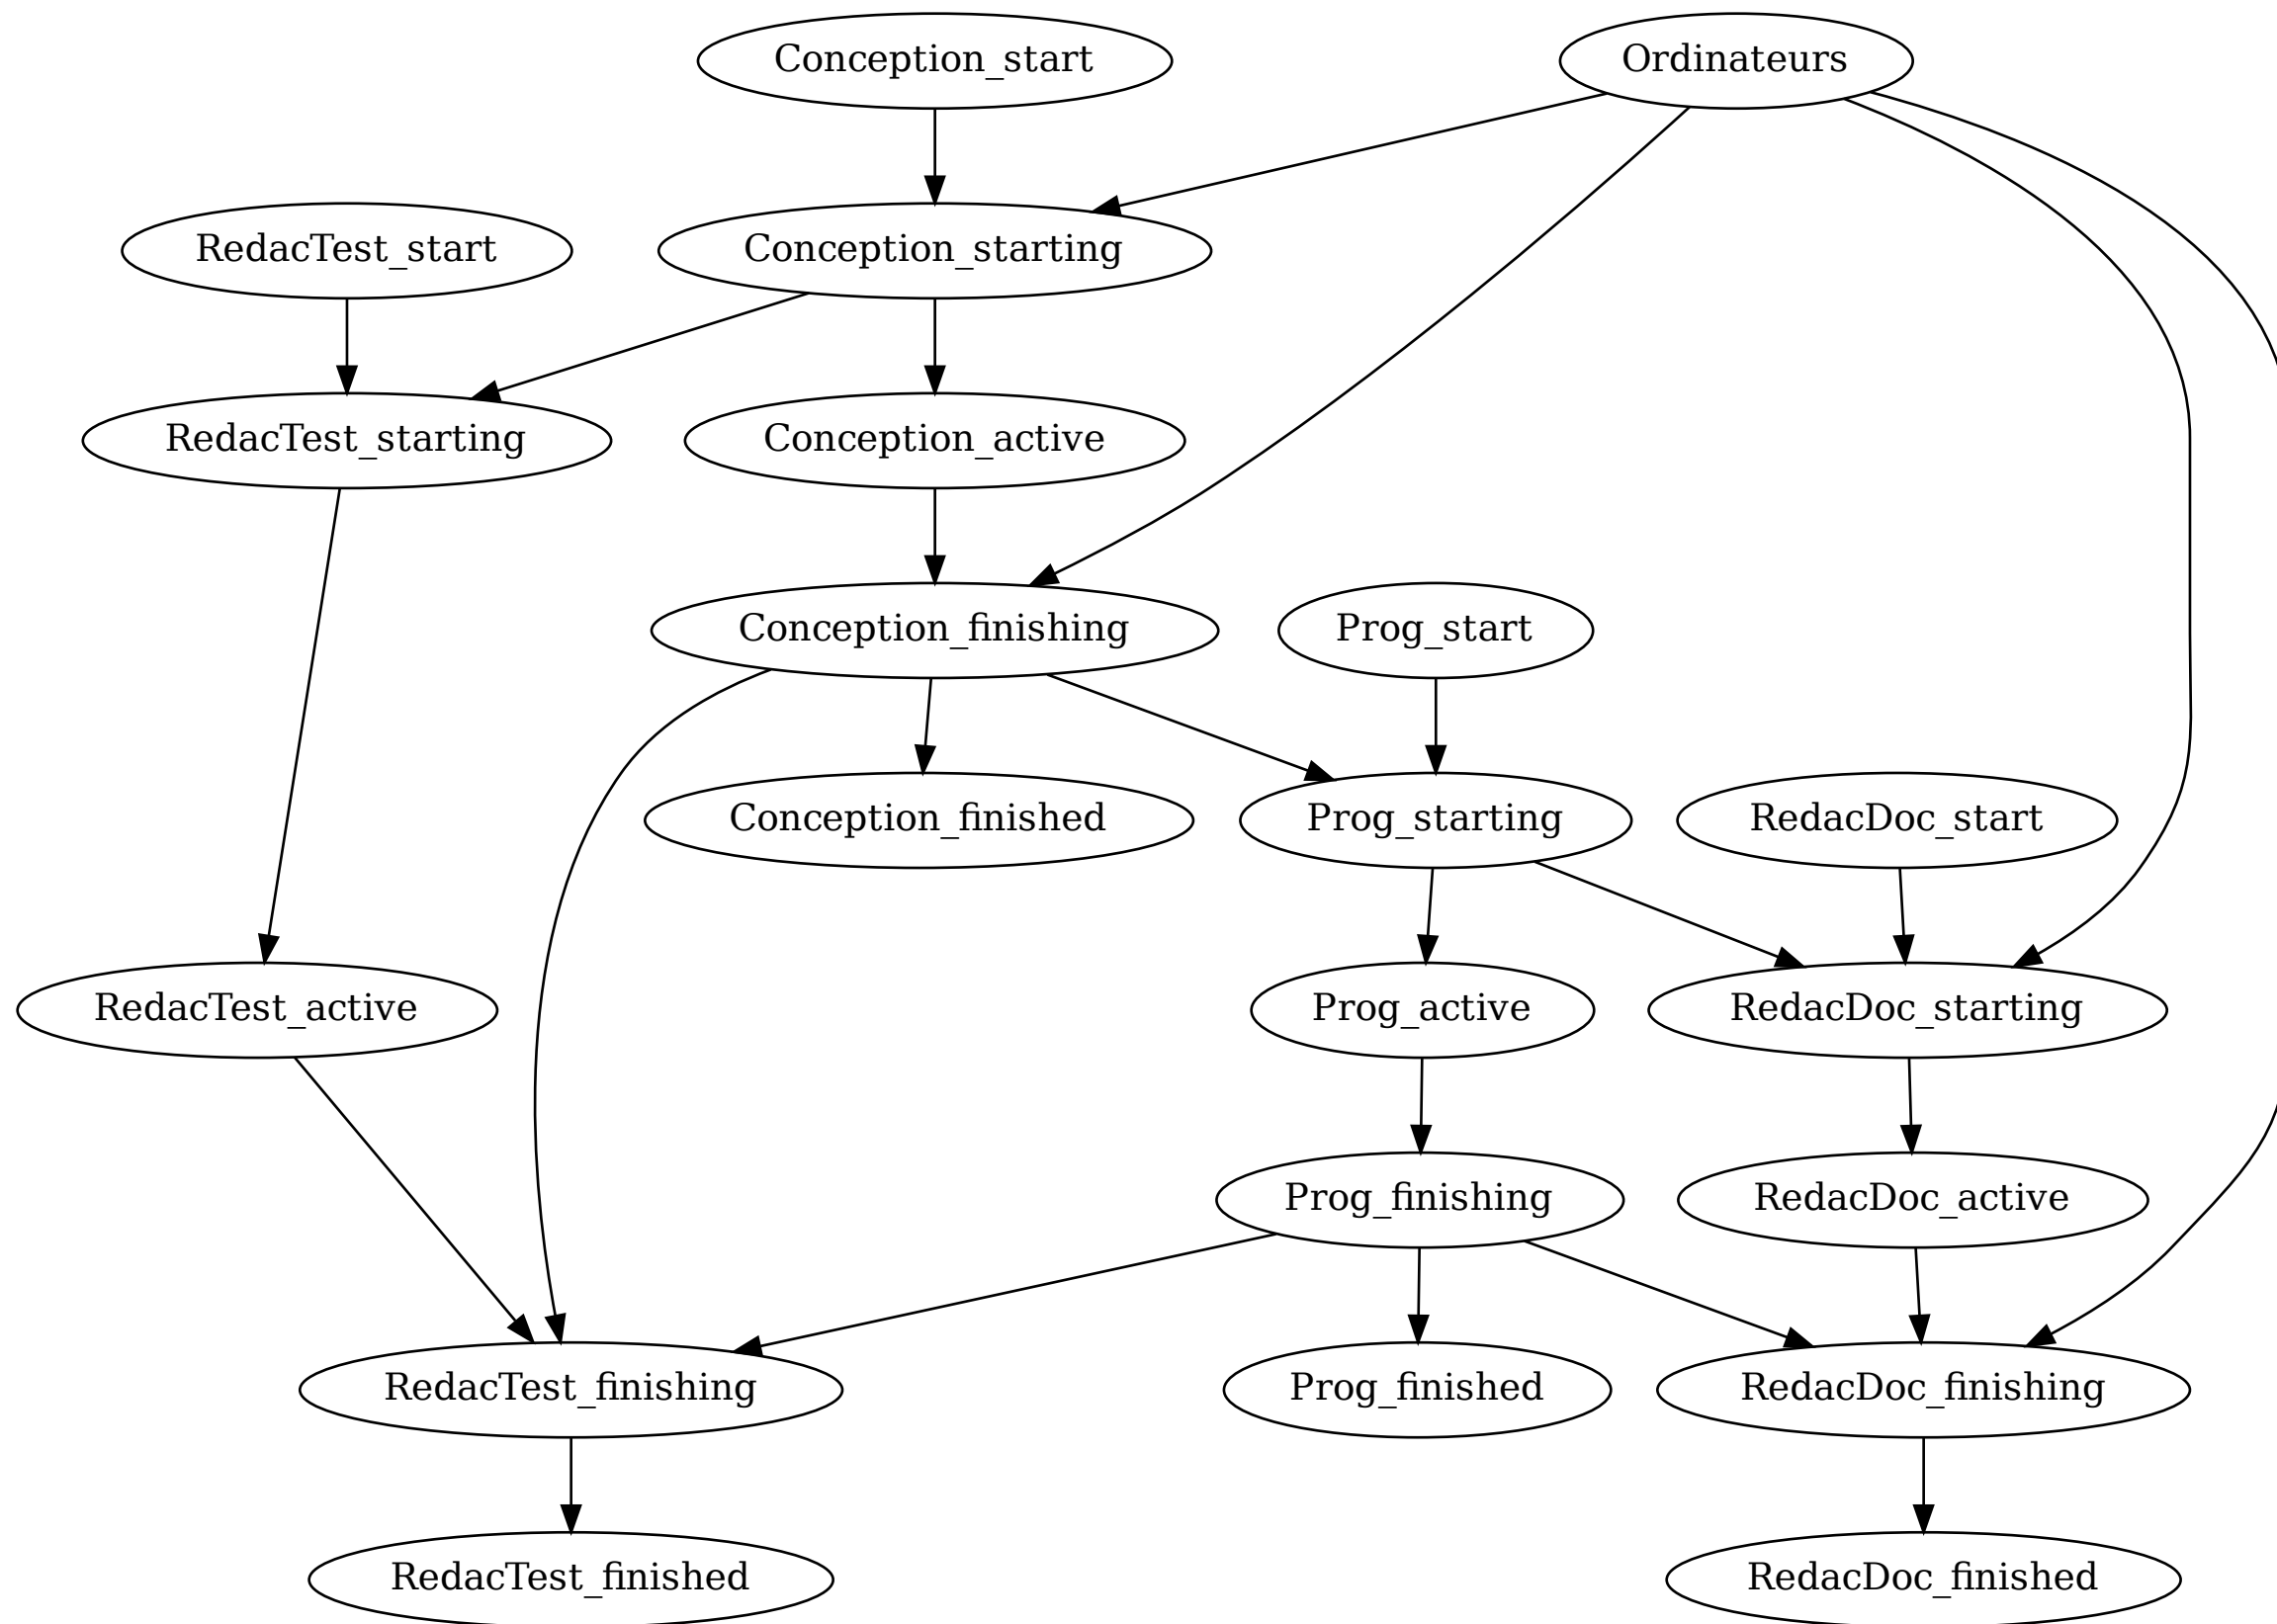 Conception_start
Ordinateurs
RedacTest_start
Conception_starting
RedacTest_starting
Conception_active
Conception_finishing
Prog_start
Conception_finished
Prog_starting
RedacDoc_start
RedacTest_active
Prog_active
RedacDoc_starting
Prog_finishing
RedacDoc_active
RedacTest_finishing
Prog_finished
RedacDoc_finishing
RedacTest_finished
RedacDoc_finished